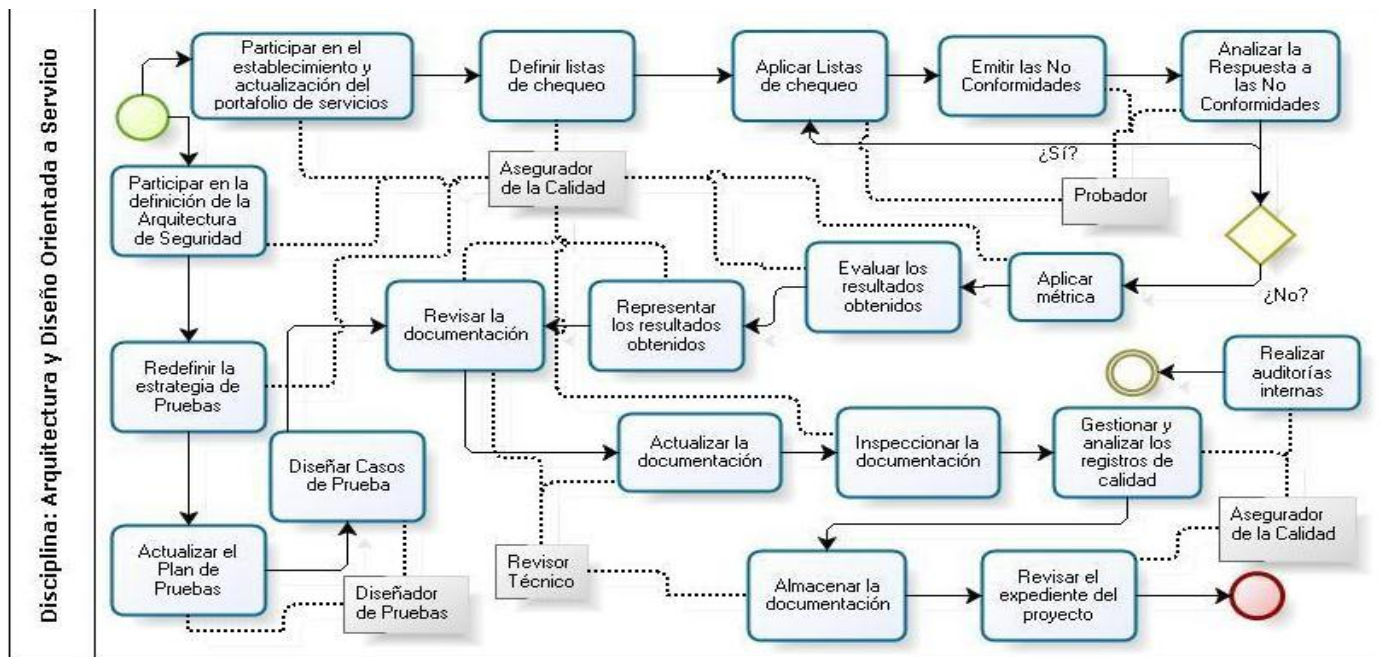 Disciplina: Arquitectura y Diseño Orientada a Servicio
Participar en el
establecimiento y
actualización del
portafolio de servicios
Definir listas
de chequeo
Aplicar Listas
de chequeo
Emitir las No
Conformidades
Analizar la
Respuesta a
las No
Conformidades
¿Sí?
Participar en la
definición de la
Arquitectura
de Seguridad
Asegurador
de la Calidad
Probador
Evaluar los
resultados
obtenidos
Aplicar
métrica
¿No?
Revisar la
documentación
Representar
los resultados
obtenidos
Redefinir la
estrategia de
Pruebas
Realizar
auditorías
internas
Diseñar Casos
de Prueba
Actualizar la
documentación
Inspeccionar la
documentación
Gestionar y
analizar los
registros de
calidad
Actualizar el
Plan de
Pruebas
Diseñador
de Pruebas
Revisor
Técnico
Almacenar la
documentación
Revisar el
expediente del
proyecto
Asegurador
de la Calidad